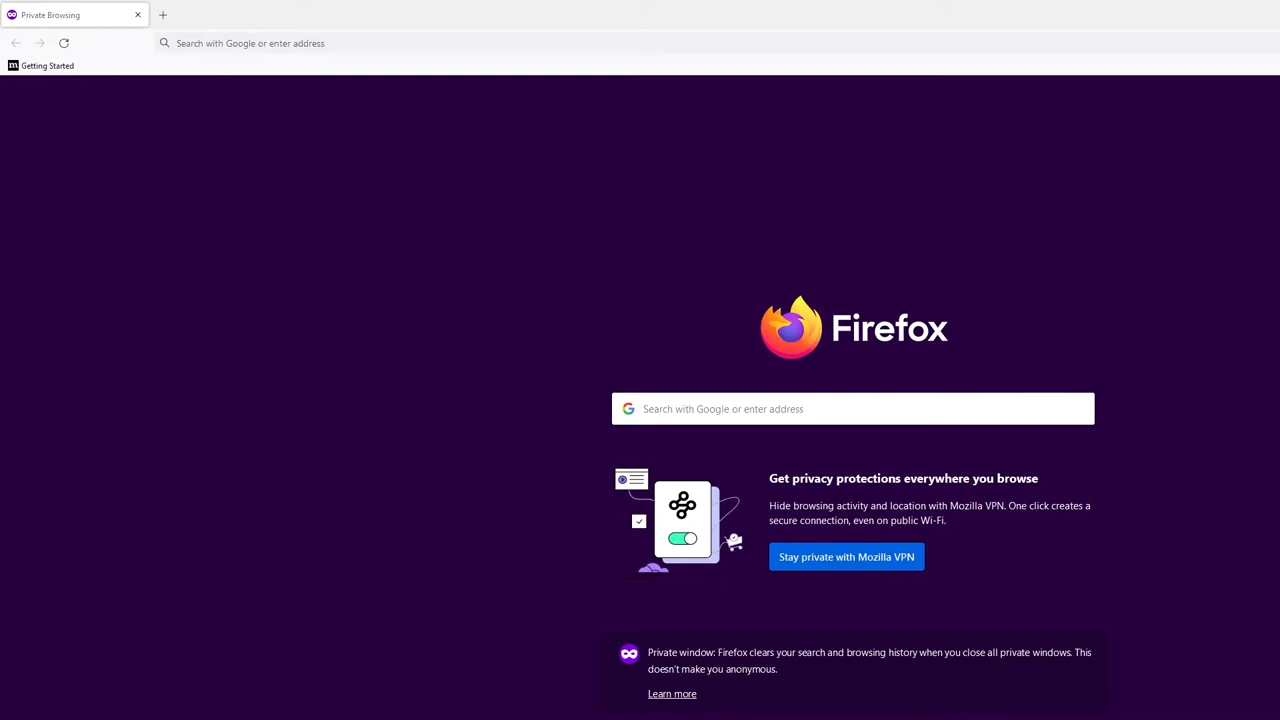 Private Browsing
Search with Google or enter address
Getting Started
Firefox
Search with Google or enter address
Get privacy protections everywhere you browse
Hide browsing activity and location with Mozilla VPN. One click creates a
secure connection, even on public Wi-Fi.
Stay private with Mozilla VPN
Private window: Firefox clears your search and browsing history when you close all private windows. This
doesn't make you anonymous.
Learn more